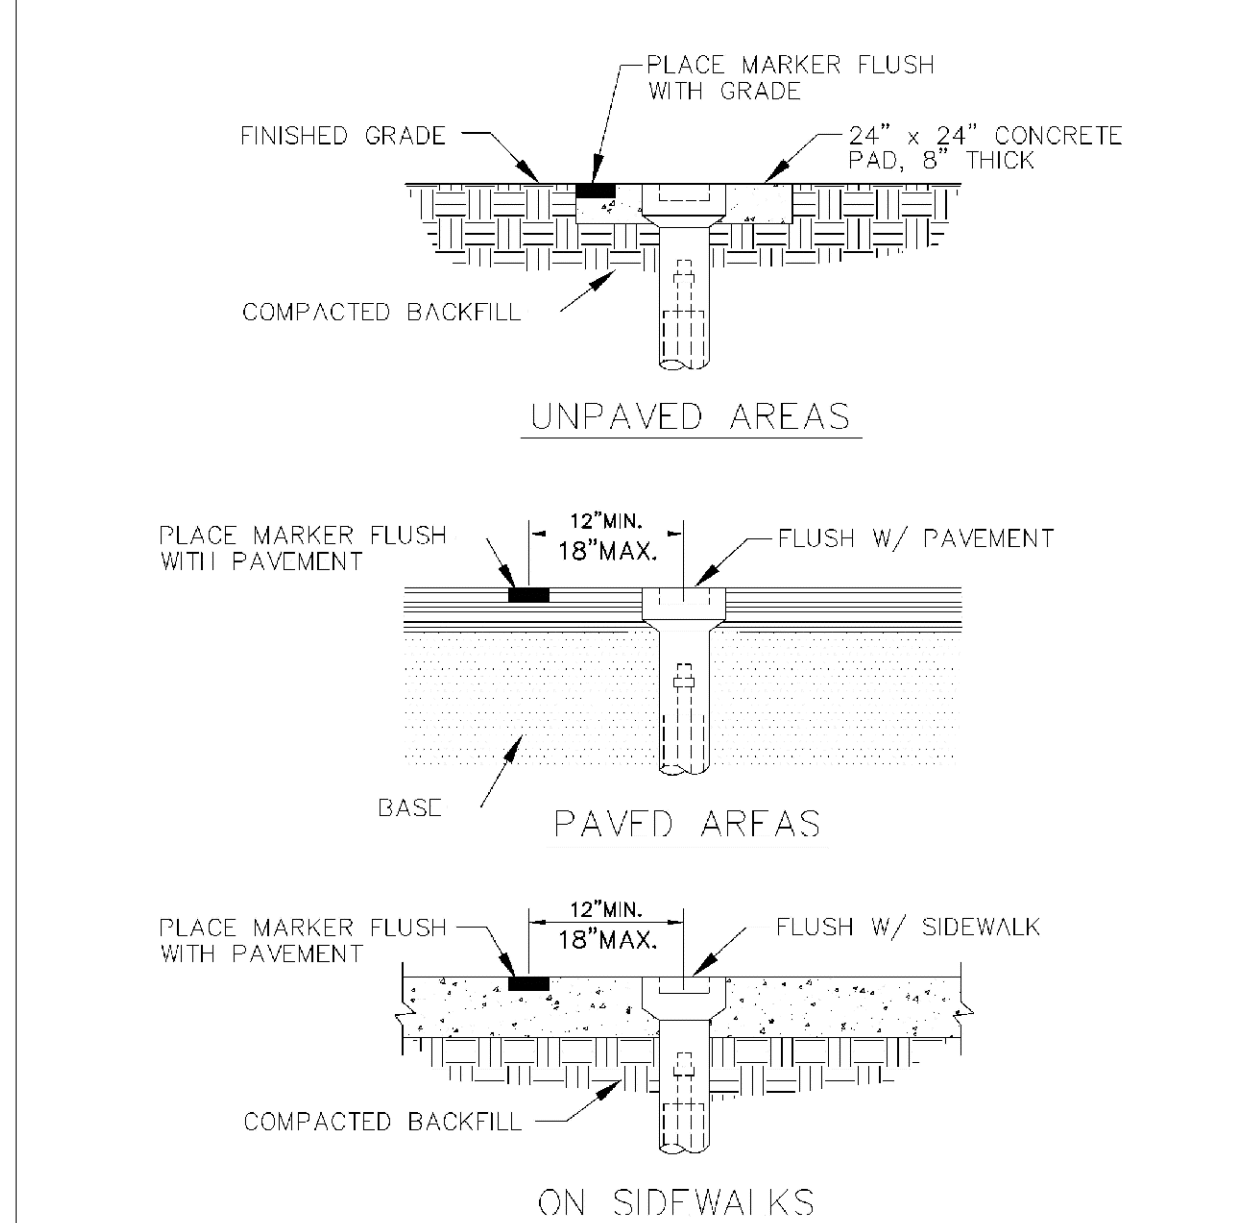 PLACE MARKER FLUSH
WITH GRADE
FINISHED GRADE
24" x 24" CONCRETE
PAD, 8" THICK
COMPACTED BACKFILL
UNPAVED AREAS
12"MIN.
18"MAX.
PLACE MARKER FLUSH
WITH PAVEMENT
FLUSH W/ PAVEMENT
BASE
PAVED AREAS
12"MIN.
18"MAX.
PLACE MARKER FLUSH
WITH PAVEMENT
FLUSH W/ SIDEWALK
COMPACTED BACKFILL
ON SIDEWALKS